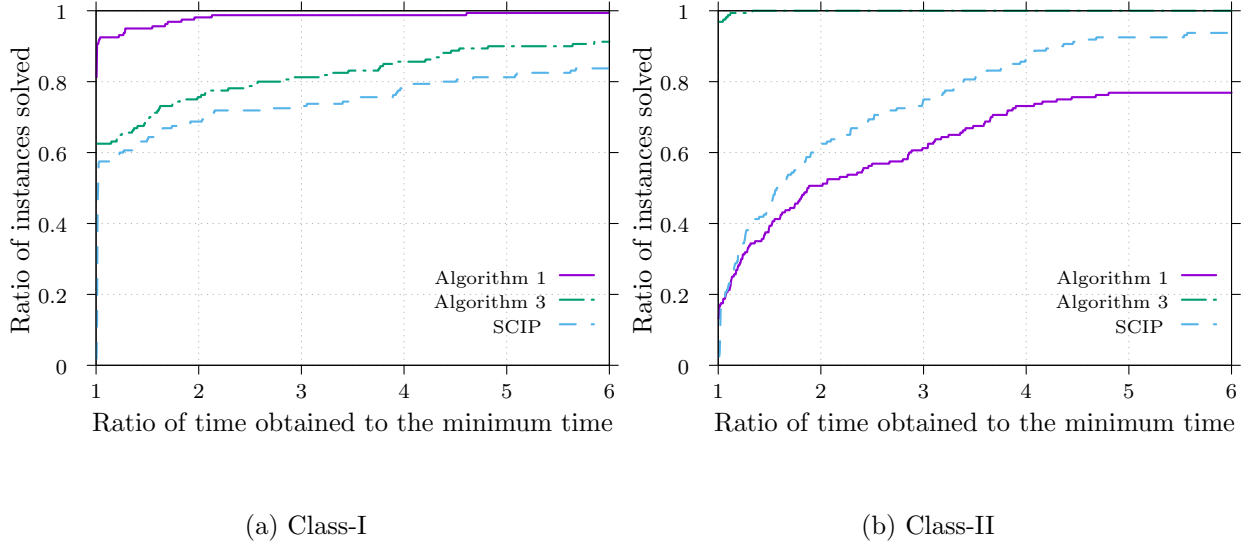 Ratio of instances solved
1
0.8
0.6
0.4
0.2
0
Algorithm 1
Algorithm 3
SCIP
1 2 3 4 5 6
Ratio of time obtained to the minimum time
(a) Class-I
Ratio of instances solved
1
0.8
0.6
0.4
0.2
0
Algorithm 1
Algorithm 3
SCIP
1 2 3 4 5 6
Ratio of time obtained to the minimum time
(b) Class-II